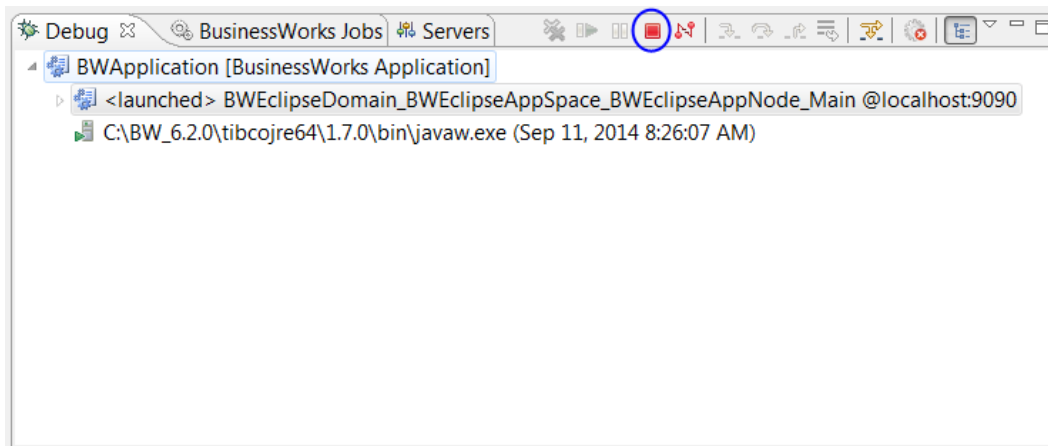 Debug BusinessWorks Jobs Servers
BWApplication [BusinessWorks Application]
<launched> BWEclipseDomain_BWEclipseAppSpace_BWEclipseAppNode_Main @localhost:9090
C:\BW_6.2.0\tibcojre64\1.7.0\bin\javaw.exe (Sep 11, 2014 8:26:07 AM)